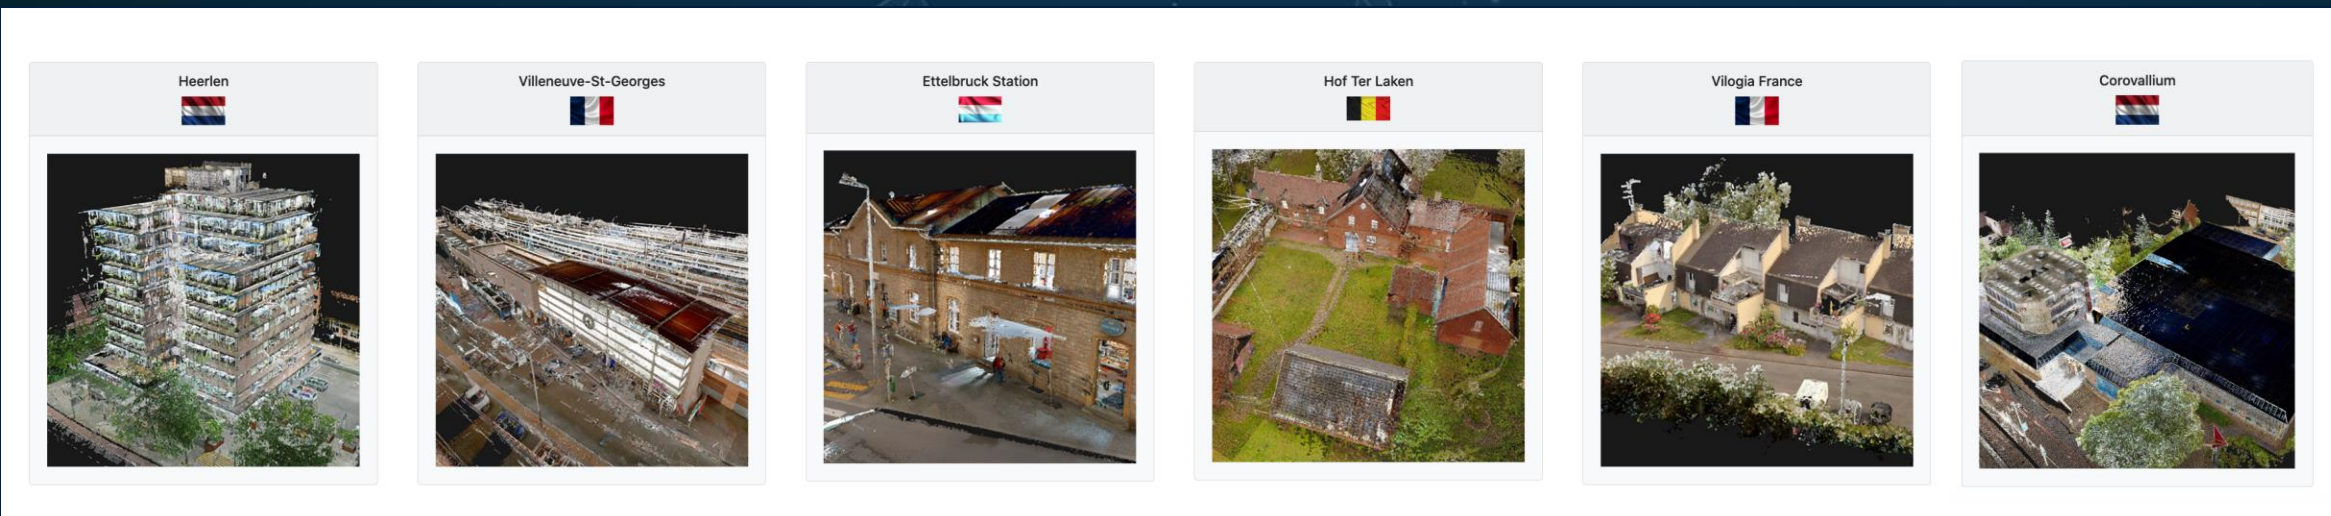 Heerlen
Villeneuve-St-Georges
Ettelbruck Station
Hof Ter Laken
Vilogia France
Corovallium